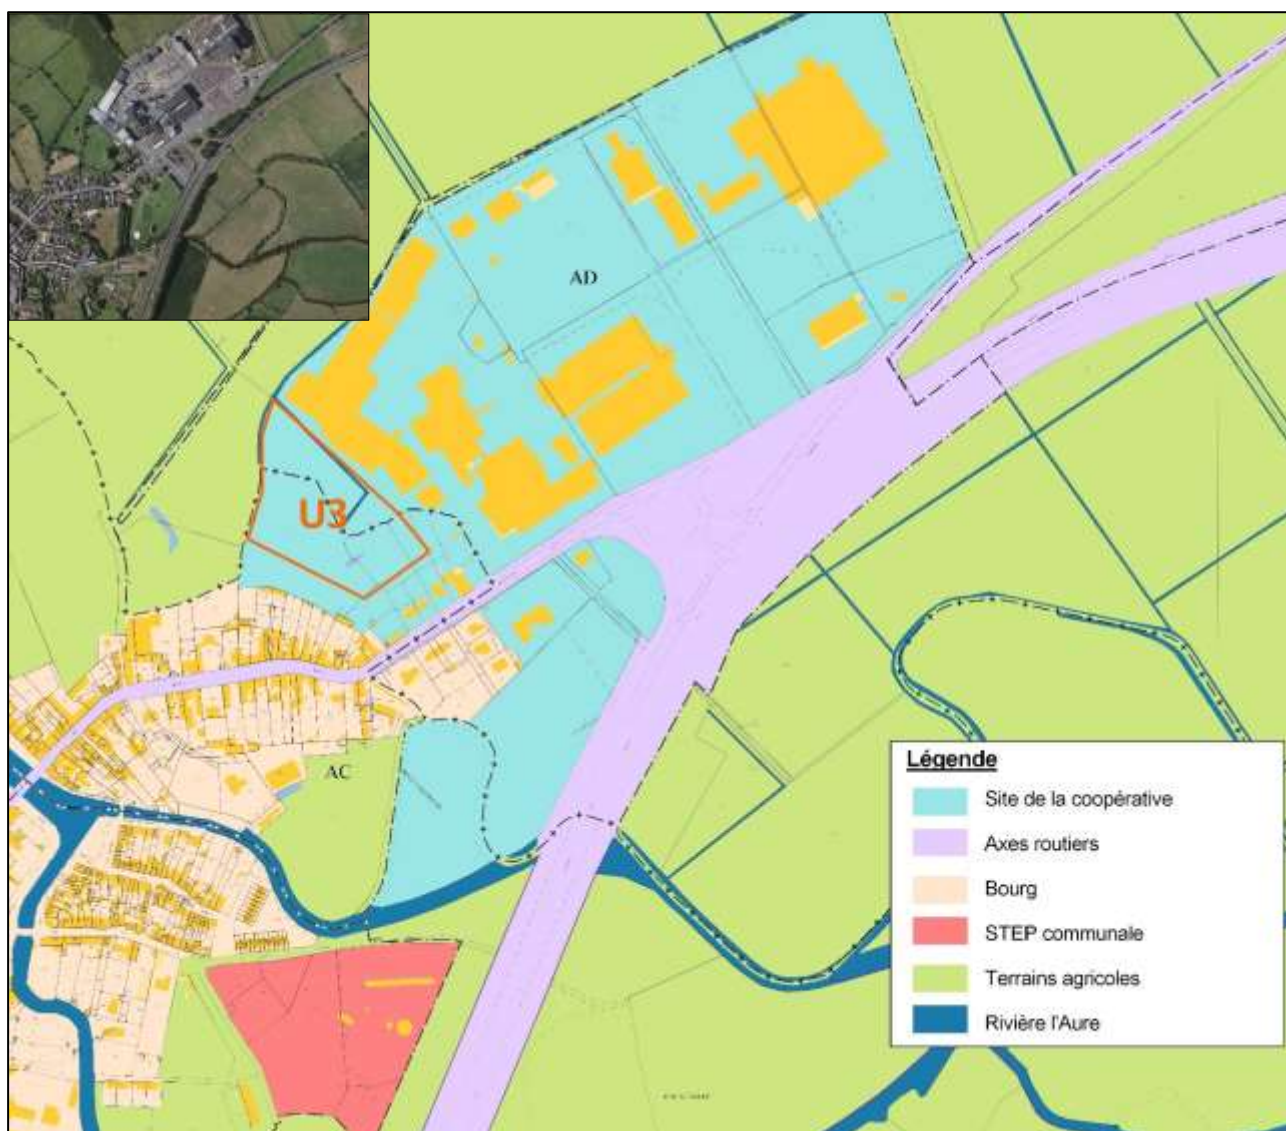 AD
U3
AC
Légende
Site de la coopérative
Axes routiers
Bourg
STEP communale
Terrains agricoles
Rivière l'Aure